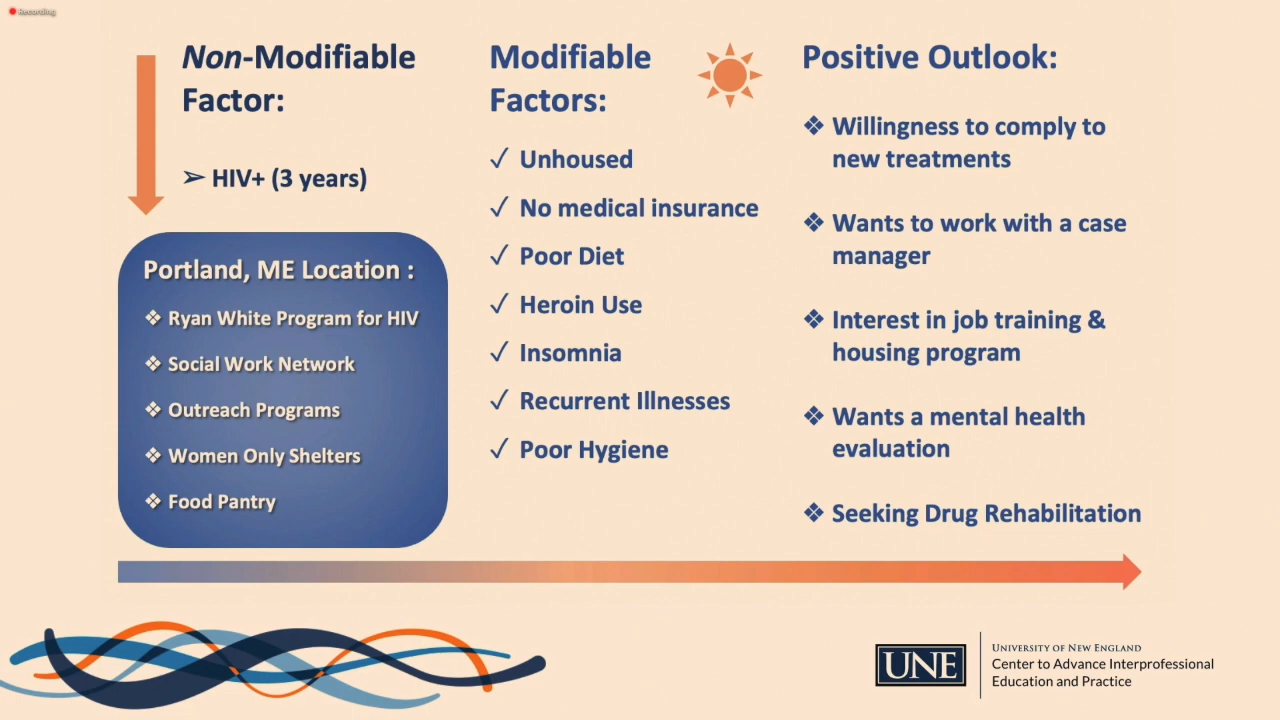 Recording
Non-Modifiable
Factor:
➢ HIV+ (3 years)
Portland, ME Location :
❖ Ryan White Program for HIV
❖ Social Work Network
❖ Outreach Programs
❖ Women Only Shelters
❖ Food Pantry
Modifiable
Factors:
✓ Unhoused
✓ No medical insurance
✓ Poor Diet
✓ Heroin Use
✓ Insomnia
✓ Recurrent Illnesses
✓ Poor Hygiene
Positive Outlook:
❖ Willingness to comply to
new treatments
❖ Wants to work with a case
manager
❖ Interest in job training &
housing program
❖ Wants a mental health
evaluation
❖ Seeking Drug Rehabilitation
UNE
University of New England
Center to Advance Interprofessional
Education and Practice